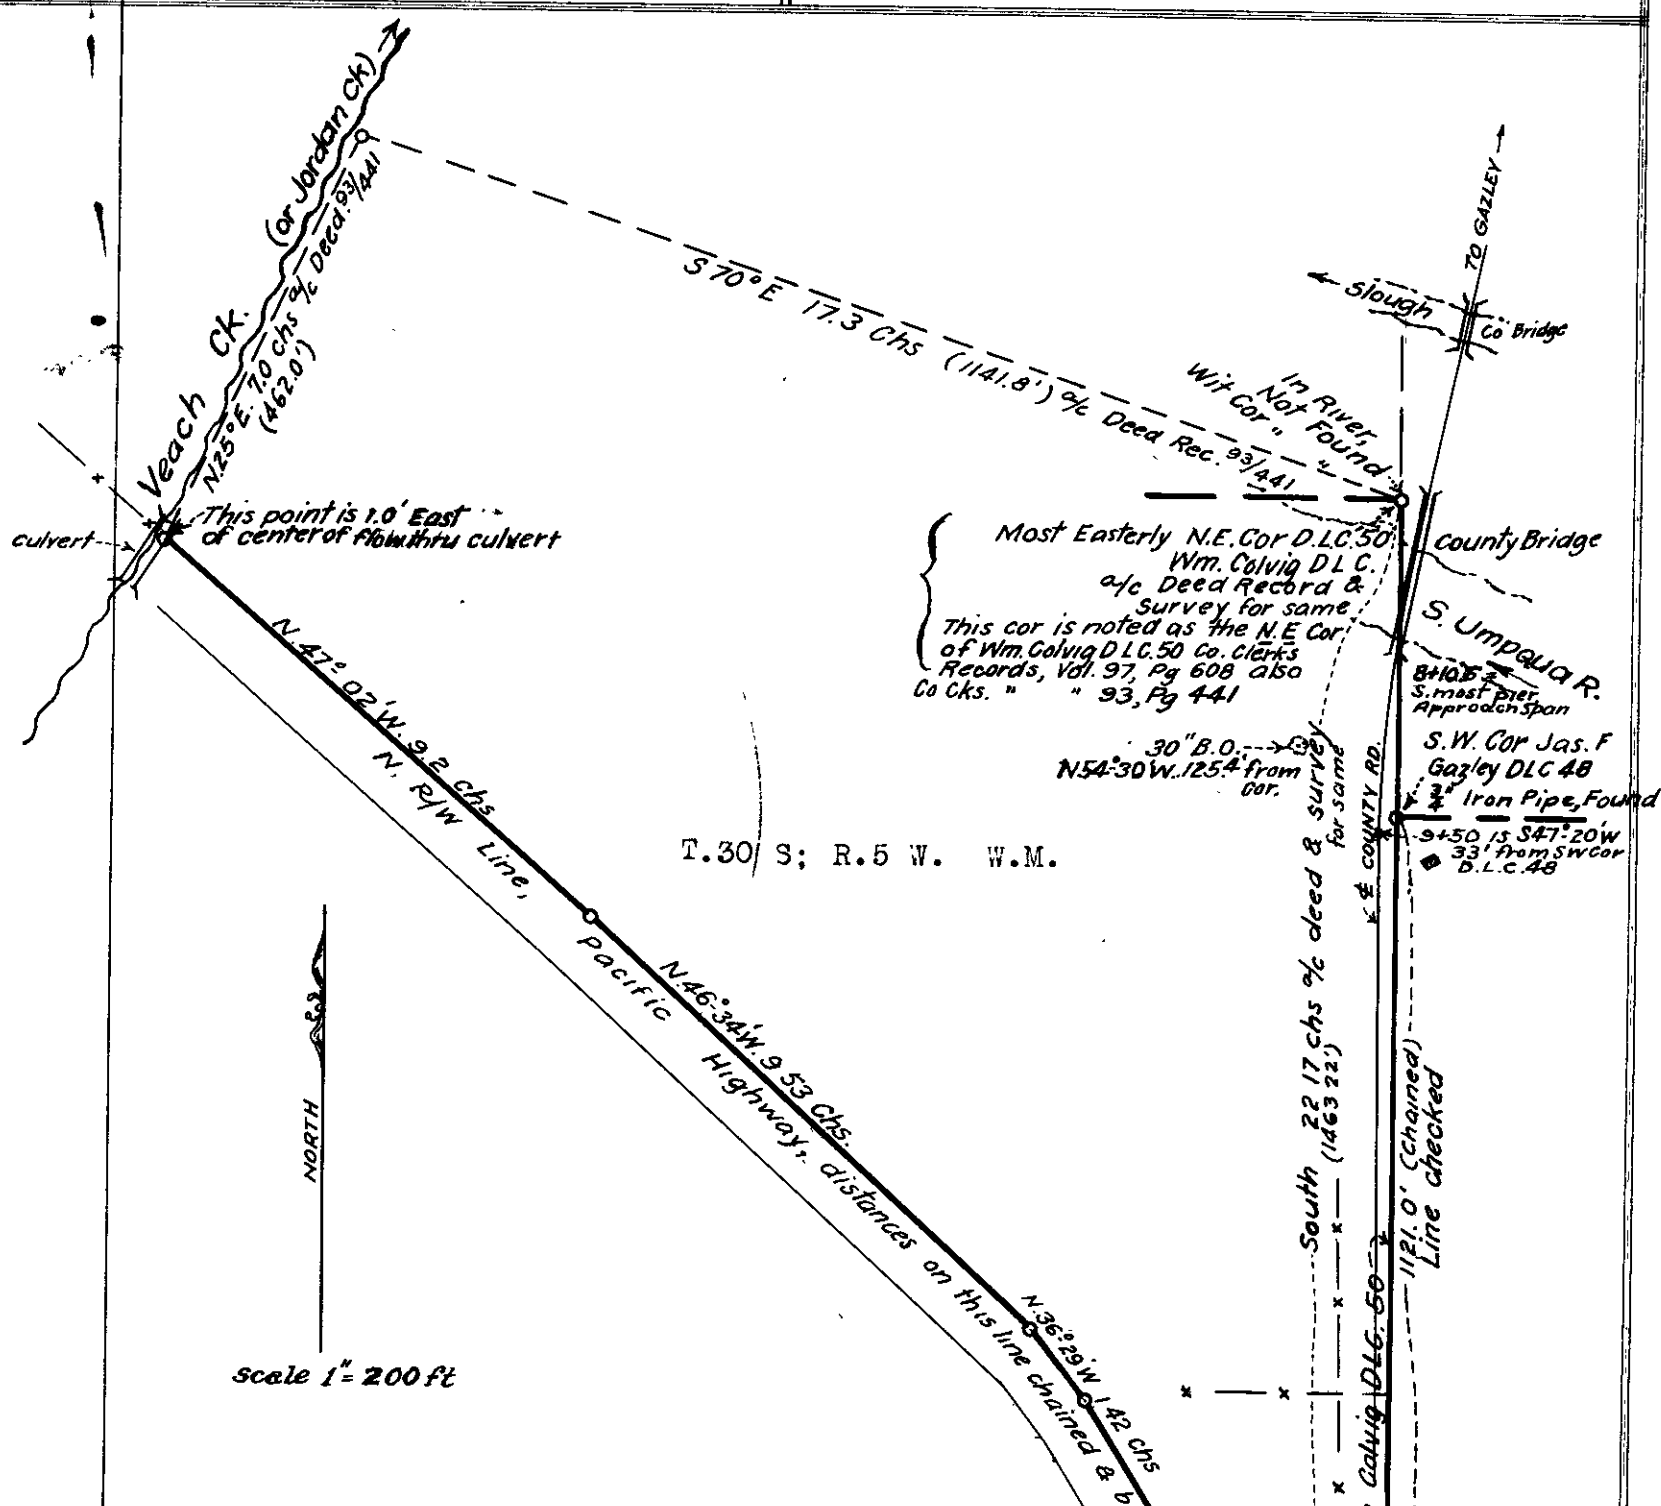 (or Jordan Ck)
Veach Ck.
N.25°E. 7.0 chs a/c Deed. 93/441
(462.0')
S 70° E 17.3 Chs (1141.8') a/c Deed Rec. 93/441
TO GAZLEY
Slough
Co Bridge
In River,
Not Found
Wit Cor " "
culvert
This point is 1.0' East
of center of flow thru culvert
Most Easterly N.E. Cor D.L.C. 50
Wm. Colvig D L C.
a/c Deed Record &
Survey for same
This cor is noted as the N.E Cor.
of Wm. Colvig D L C. 50 Co. Clerks
Records, Vol. 97, Pg 608 also
Co Cks. " " 93, Pg 441
County Bridge
S. Umpqua R.
8+10.5 =
S. most pier
Approach span
30" B.O.
N54°30'W. 125.4' from
cor.
S.W. Cor Jas. F
Gazley DLC 48
Iron Pipe, Found
9+50 is S47°20'W
33' from SW Cor
D.L.C. 48
N. 47° 02' W. 9.2 chs
N. R/W Line, Pacific Highway, distances on this line chained & b
T.30 S; R.5 W. W.M.
N.46°34'W. 9 53 Chs.
N.36°29'W 1 42 chs
NORTH
Scale 1" = 200 ft
South 22 17 chs a/c deed & survey
for same
(1463 22')
℄ COUNTY RD.
1121.0' (chained)
Line checked
Colvig DLC. 50